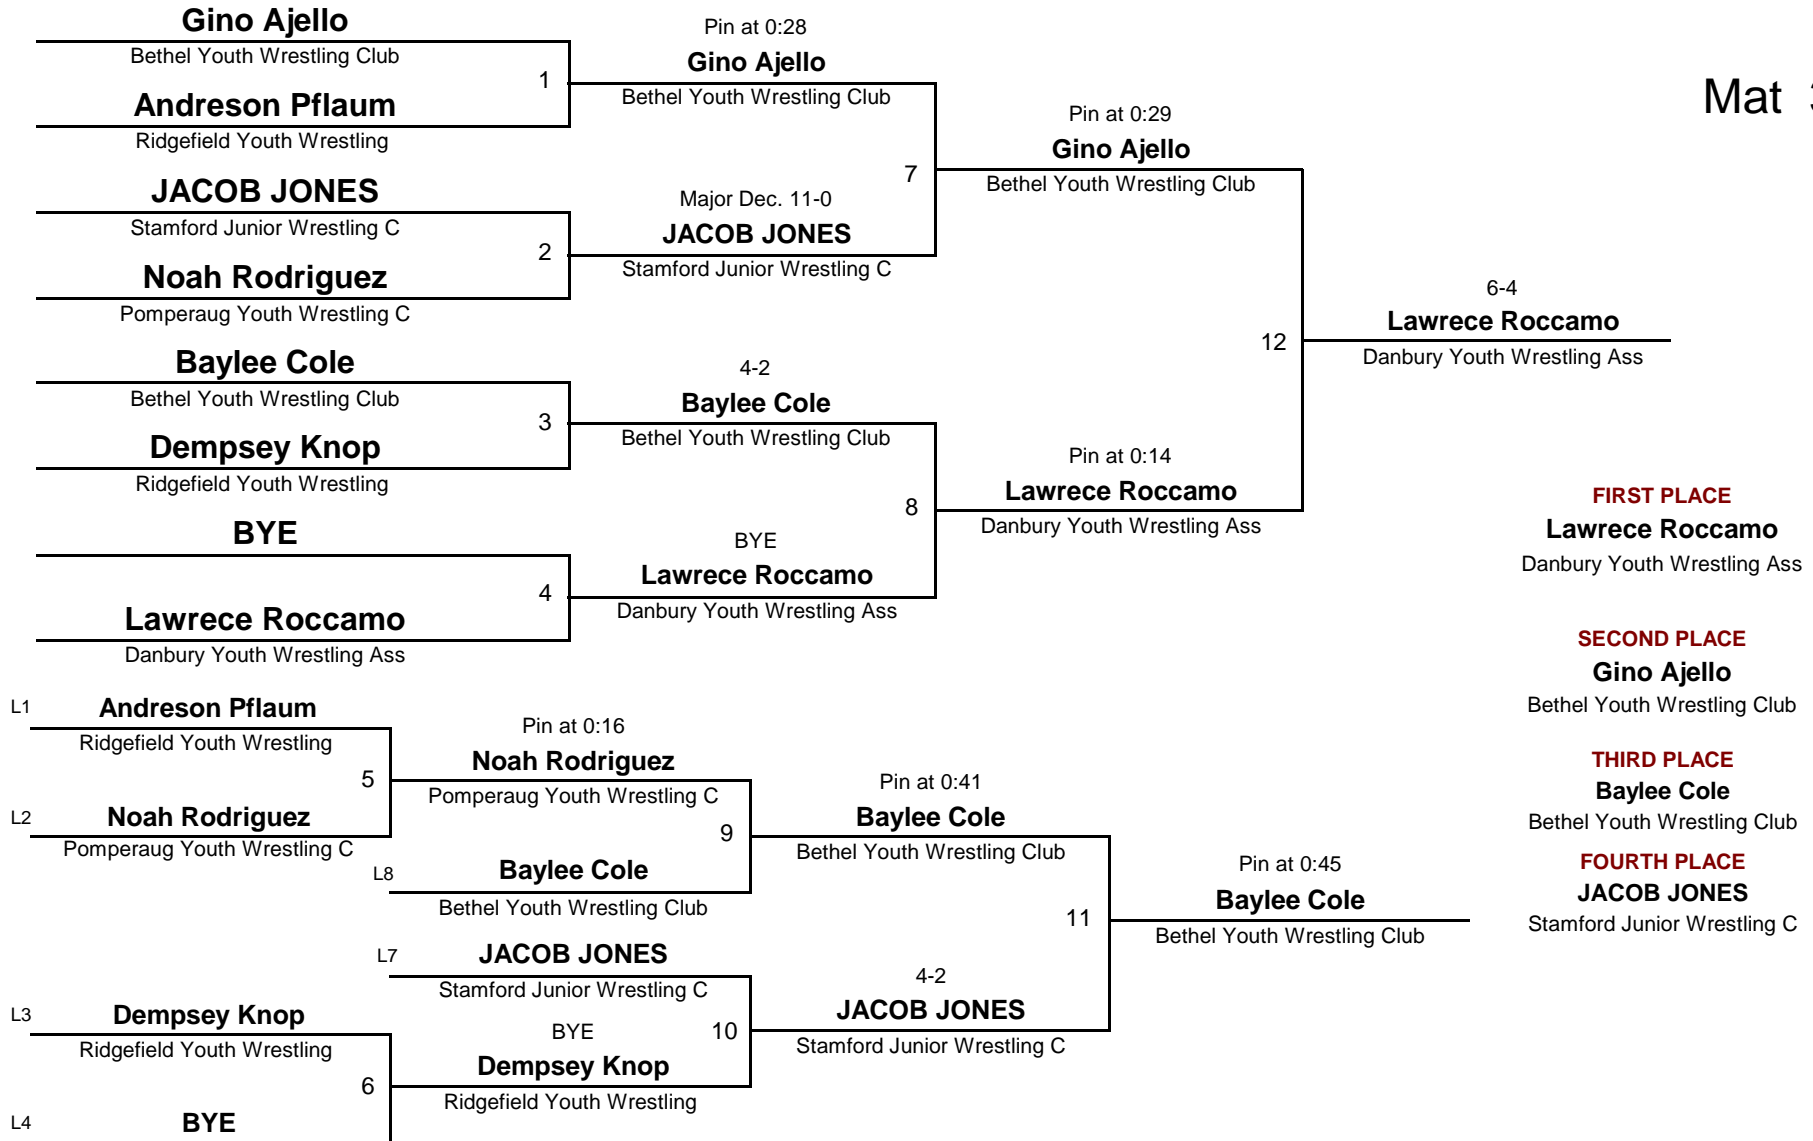 Gino Ajello
Bethel Youth Wrestling Club
1
Andreson Pflaum
Ridgefield Youth Wrestling
JACOB JONES
Stamford Junior Wrestling C
2
Noah Rodriguez
Pomperaug Youth Wrestling C
Baylee Cole
Bethel Youth Wrestling Club
3
Dempsey Knop
Ridgefield Youth Wrestling
BYE
4
Lawrece Roccamo
Danbury Youth Wrestling Ass
Pin at 0:28
Gino Ajello
Bethel Youth Wrestling Club
7
Major Dec. 11-0
JACOB JONES
Stamford Junior Wrestling C
4-2
Baylee Cole
Bethel Youth Wrestling Club
8
BYE
Lawrece Roccamo
Danbury Youth Wrestling Ass
Pin at 0:29
Gino Ajello
Bethel Youth Wrestling Club
12
Pin at 0:14
Lawrece Roccamo
Danbury Youth Wrestling Ass
6-4
Lawrece Roccamo
Danbury Youth Wrestling Ass
Mat
FIRST PLACE
Lawrece Roccamo
Danbury Youth Wrestling Ass
SECOND PLACE
Gino Ajello
Bethel Youth Wrestling Club
THIRD PLACE
Baylee Cole
Bethel Youth Wrestling Club
FOURTH PLACE
JACOB JONES
Stamford Junior Wrestling C
L1 Andreson Pflaum
Ridgefield Youth Wrestling
5
L2 Noah Rodriguez
Pomperaug Youth Wrestling C
Pin at 0:16
Noah Rodriguez
Pomperaug Youth Wrestling C
9
L8 Baylee Cole
Bethel Youth Wrestling Club
L7 JACOB JONES
Stamford Junior Wrestling C
10
BYE
Dempsey Knop
Ridgefield Youth Wrestling
L3 Dempsey Knop
Ridgefield Youth Wrestling
6
L4 BYE
Pin at 0:41
Baylee Cole
Bethel Youth Wrestling Club
11
4-2
JACOB JONES
Stamford Junior Wrestling C
Pin at 0:45
Baylee Cole
Bethel Youth Wrestling Club